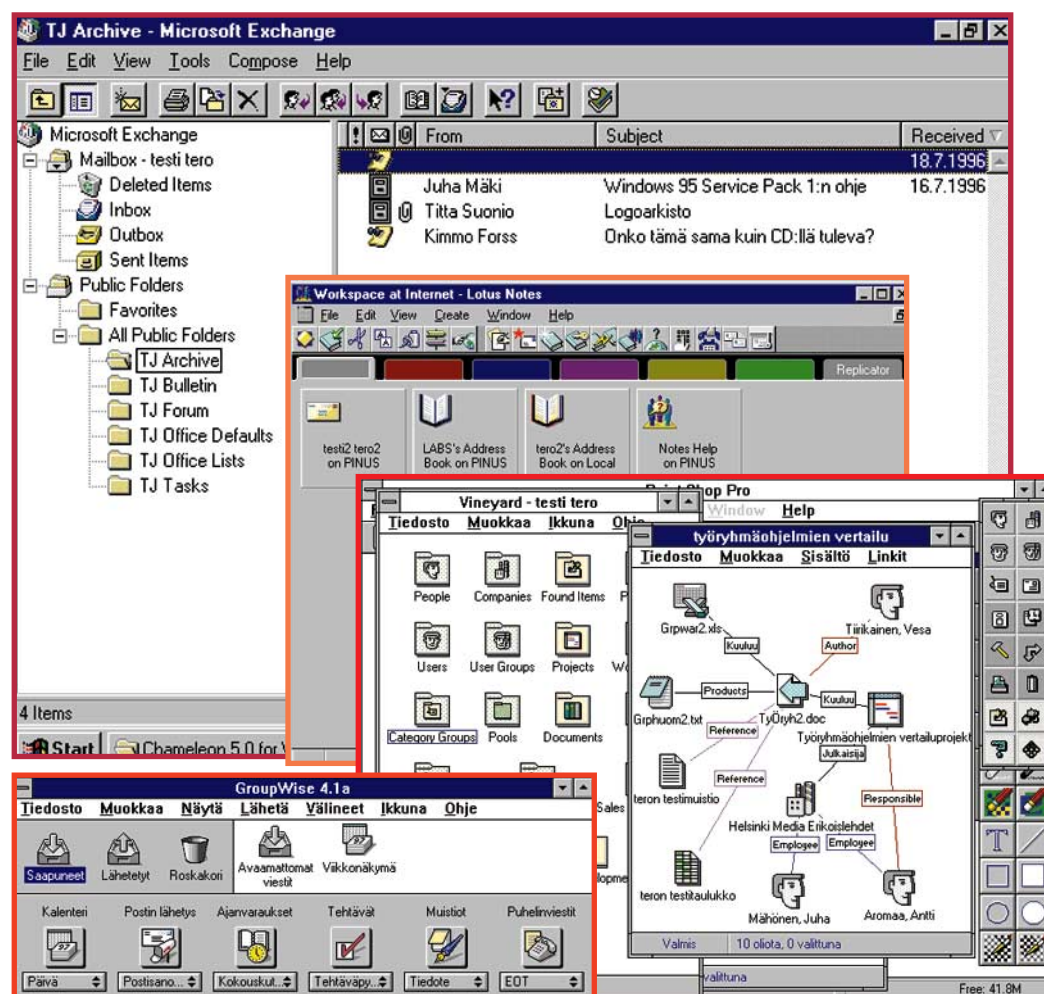 TJ Archive - Microsoft Exchange
File Edit View Tools Compose Help
Microsoft Exchange
Mailbox - testi tero
Deleted Items
Inbox
Outbox
Sent Items
Public Folders
Favorites
All Public Folders
TJ Archive
TJ Bulletin
TJ Forum
TJ Office Defaults
TJ Office Lists
TJ Tasks
! From Subject Received
18.7.1996
Juha Mäki Windows 95 Service Pack 1:n ohje 16.7.1996
Titta Suonio Logoarkisto
Kimmo Forss Onko tämä sama kuin CD:llä tuleva?
4 Items
Start Chameleon 5.0 for
Workspace at Internet - Lotus Notes
File Edit View Create Window Help
Replicator
testi2 tero2
on PINUS
LABS's Address
Book on PINUS
tero2's Address
Book on Local
Notes Help
on PINUS
Shop Pro
Window Help
Vineyard - testi tero
Tiedosto Muokkaa Ikkuna
People Companies Found Items
Users User Groups Projects
Category Groups Pools Documents
Sales
työryhmäohjelmien vertailu
Tiedosto Muokkaa Sisältö Linkit
Grpwar2.xls
Tiirikainen, Vesa
Kuuluu
Author
Products
Kuuluu
Grphuom2.txt
TyÖryh2.doc
Reference
Työryhmäohjelmien vertailuprojekt
Julkaisija
Reference
teron testimuistio
Responsible
Helsinki Media Erikoislehdet
Employee Employee
teron testitaulukko
Mähönen, Juha
Aromaa, Antti
Valmis 10 oliota, 0 valittuna
valittuna
Free: 41.8M
GroupWise 4.1a
Tiedosto Muokkaa Näytä Lähetä Välineet Ikkuna Ohje
Saapuneet Lähetetyt Roskakori
Avaamattomat
viestit
Viikkonäkymä
Kalenteri Postin lähetys Ajanvaraukset Tehtävät Muistiot Puhelinviestit
Päivä Postisano... Kokouskut... Tehtäväpy... Tiedote EOT